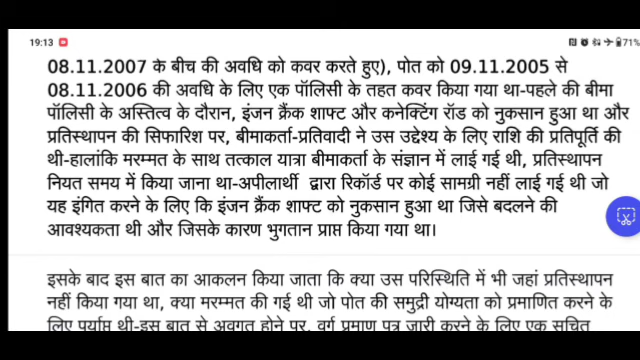 19:13
71%
08.11.2007 के बीच की अवधि को कवर करते हुए), पोत को 09.11.2005 से
08.11.2006 की अवधि के लिए एक पॉलिसी के तहत कवर किया गया था-पहले की बीमा
पॉलिसी के अस्तित्व के दौरान, इंजन क्रैंक शाफ्ट और कनेक्टिंग रॉड को नुकसान हुआ था और
प्रतिस्थापन की सिफारिश पर, बीमाकर्ता-प्रतिवादी ने उस उद्देश्य के लिए राशि की प्रतिपूर्ति की
थी-हालांकि मरम्मत के साथ तत्काल यात्रा बीमाकर्ता के संज्ञान में लाई गई थी, प्रतिस्थापन
नियत समय में किया जाना था-अपीलार्थी द्वारा रिकॉर्ड पर कोई सामग्री नहीं लाई गई थी जो
यह इंगित करने के लिए कि इंजन क्रैंक शाफ्ट को नुकसान हुआ था जिसे बदलने की
आवश्यकता थी और जिसके कारण भुगतान प्राप्त किया गया था।
इसके बाद इस बात का आकलन किया जाता कि क्या उस परिस्थिति में भी जहां प्रतिस्थापन
नहीं किया गया था, क्या मरम्मत की गई थी जो पोत की समुद्री योग्यता को प्रमाणित करने के
लिए पर्याप्त थी-इस बात से अवगत होने पर, वर्ग प्रमाण पत्र जारी करने के लिए एक सूचित